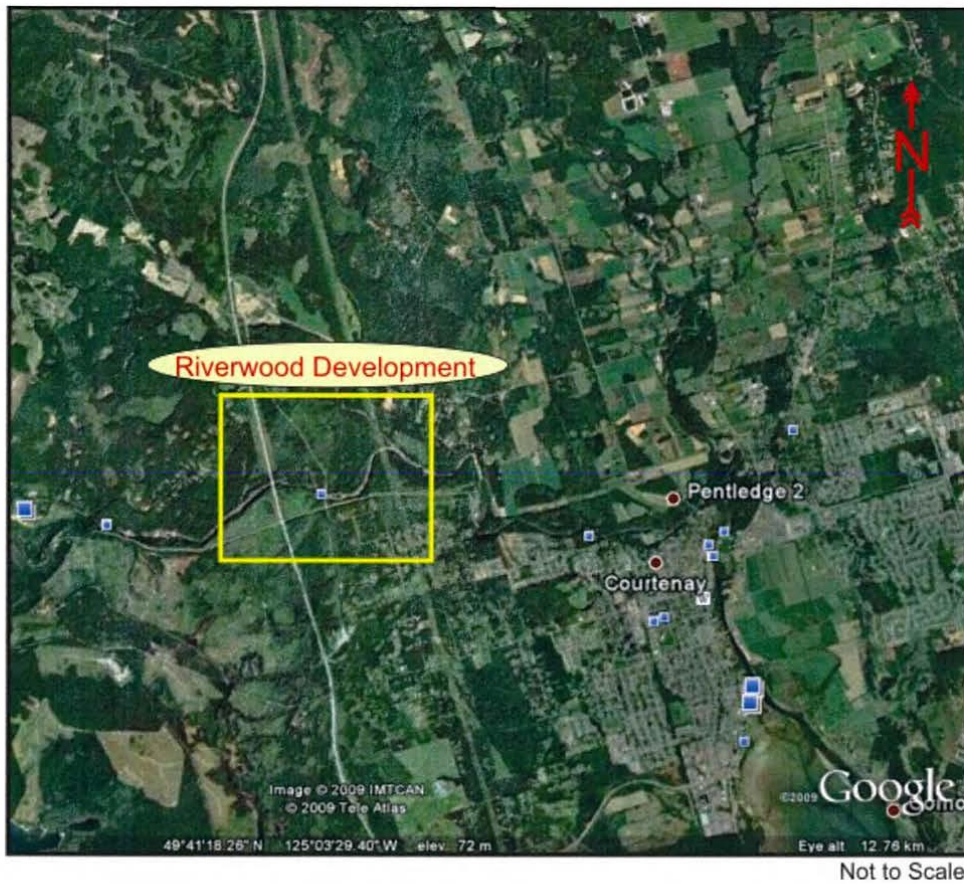 N
Riverwood Development
Pentledge 2
Courtenay
Image © 2009 IMTCAN
© 2009 Tele Atlas
©2009 Google
49°41'18.26" N 125°03'29.40" W elev 72 m
Eye alt 12.76 km
Not to Scale